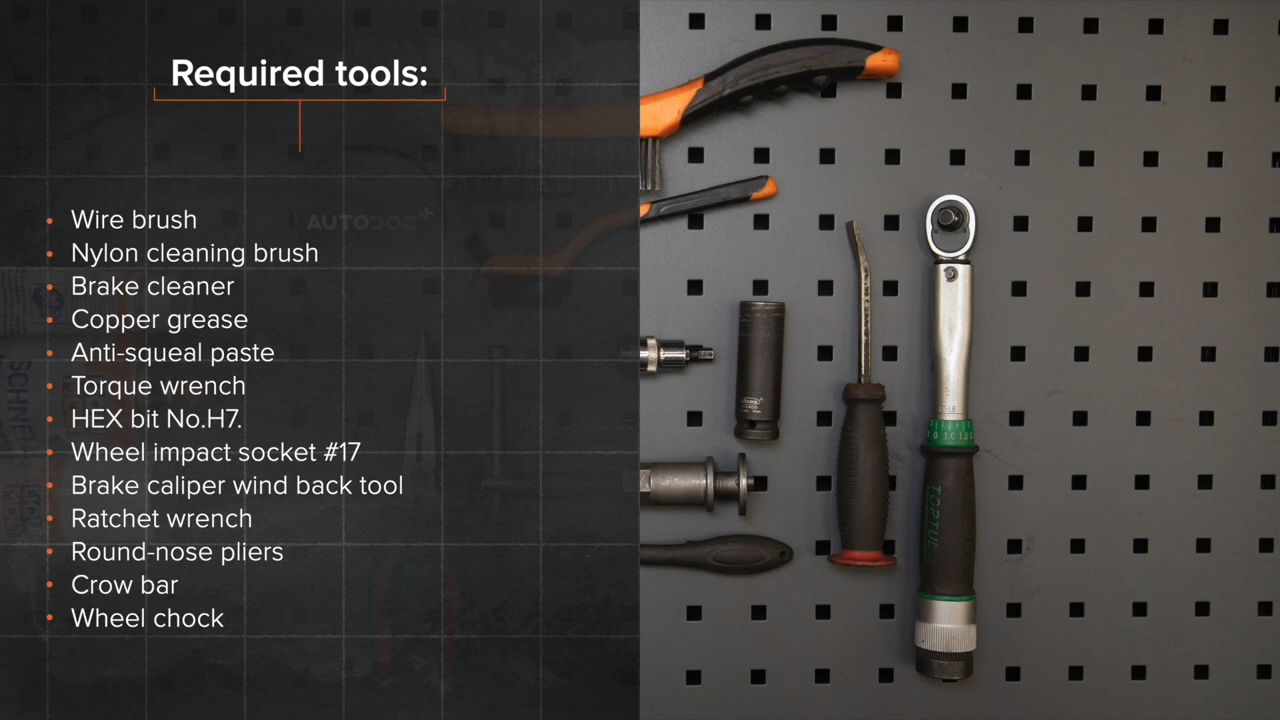 Required tools:
Wire brush
Nylon cleaning brush
Brake cleaner
Copper grease
Anti-squeal paste
Torque wrench
HEX bit No.H7.
Wheel impact socket #17
Brake caliper wind back tool
Ratchet wrench
Round-nose pliers
Crow bar
Wheel chock
AUTODOC
TOPTUL